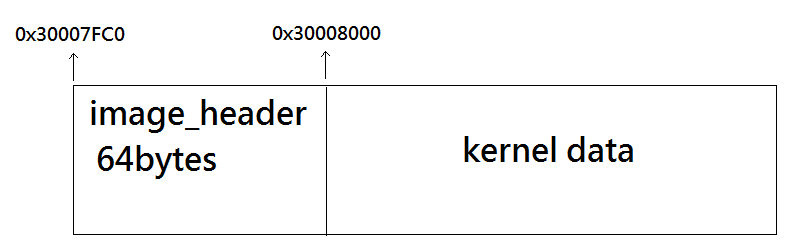 0x30007FC0
0x30008000
image_header
64bytes
kernel data